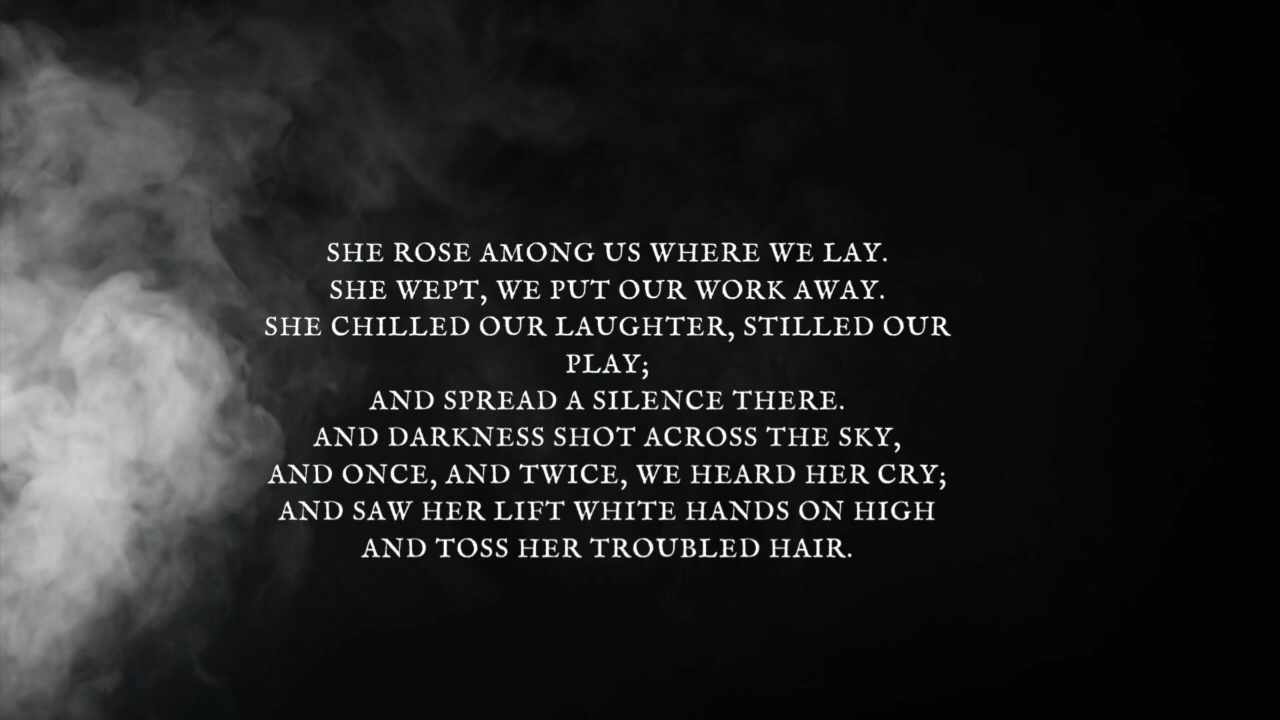 SHE ROSE AMONG US WHERE WE LAY.
SHE WEPT, WE PUT OUR WORK AWAY.
SHE CHILLED OUR LAUGHTER, STILLED OUR
PLAY;
AND SPREAD A SILENCE THERE.
AND DARKNESS SHOT ACROSS THE SKY,
AND ONCE, AND TWICE, WE HEARD HER CRY;
AND SAW HER LIFT WHITE HANDS ON HIGH
AND TOSS HER TROUBLED HAIR.